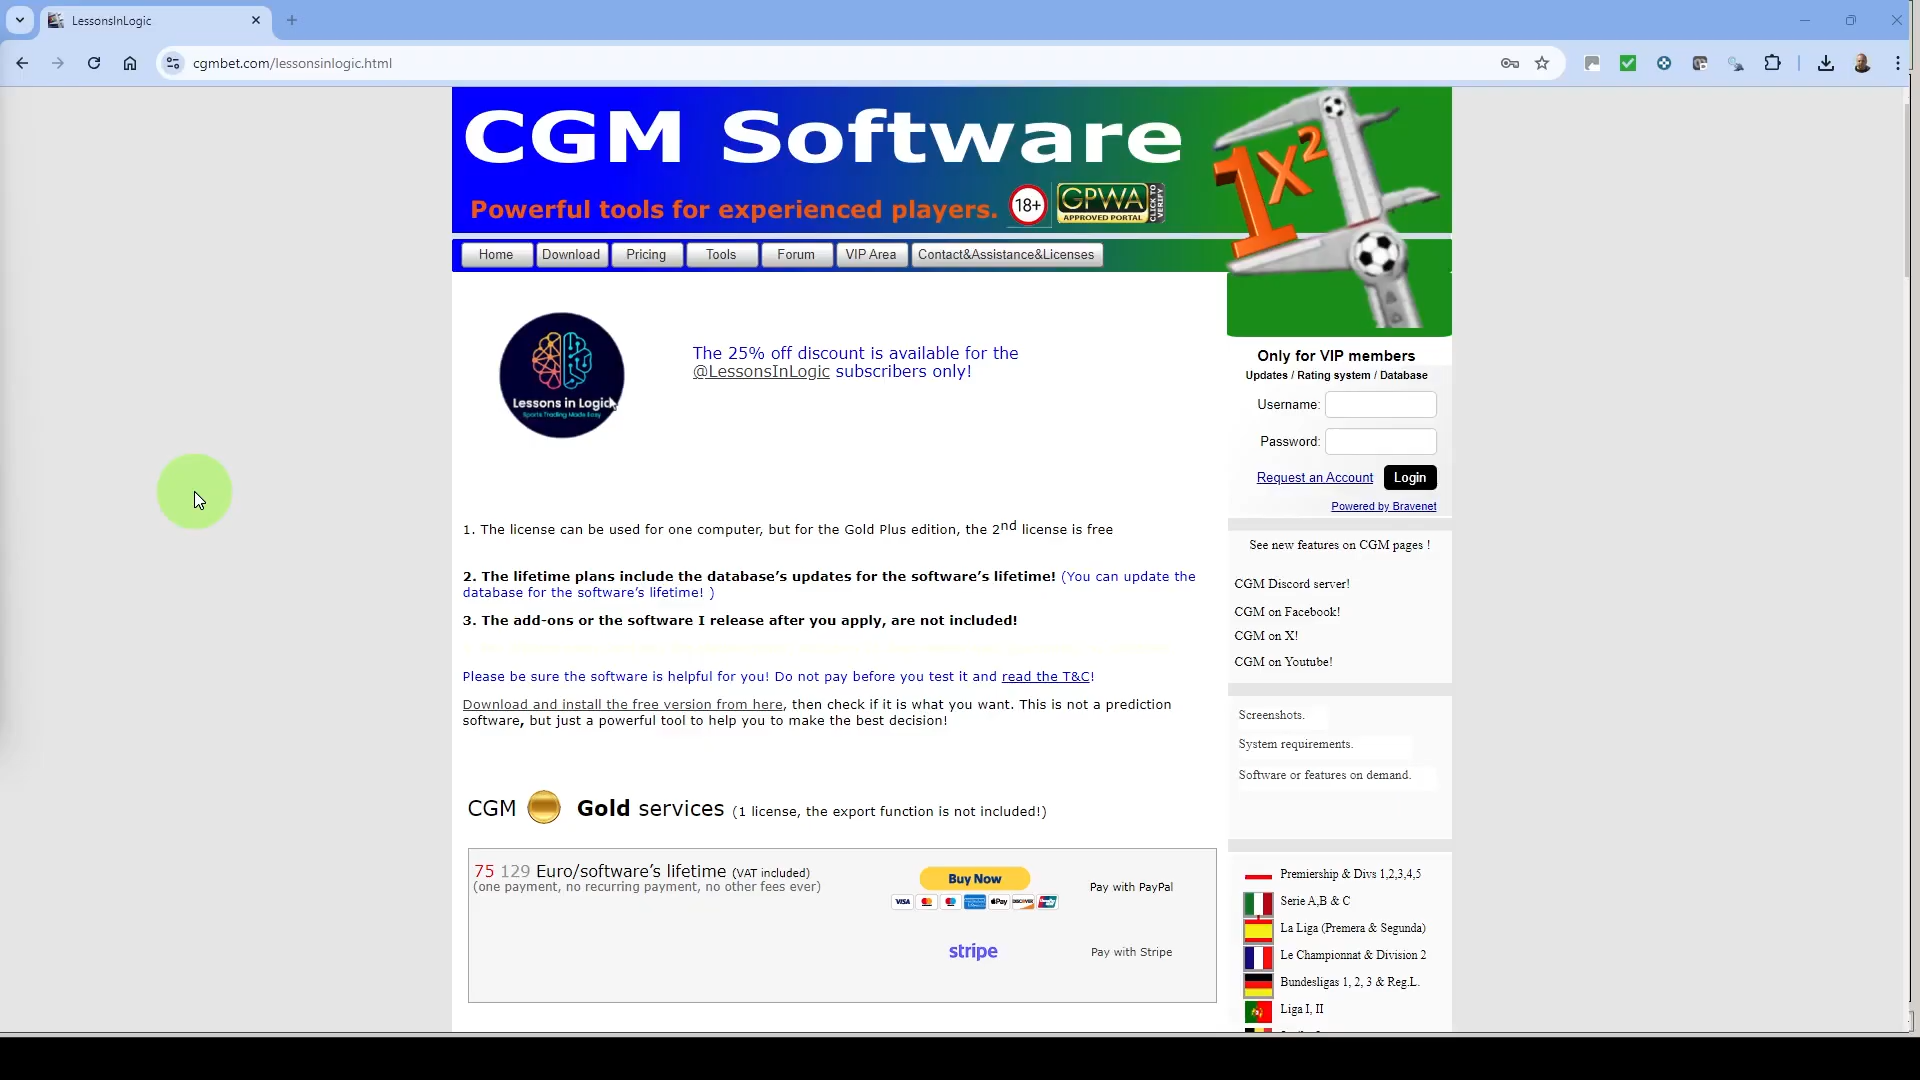 LessonsInLogic
cgmbet.com/lessonsinlogic.html
CGM Software
Powerful tools for experienced players.
18+
GPWA
APPROVED PORTAL
CLICK TO
VERIFY
1x2
Home
Download
Pricing
Tools
Forum
VIP Area
Contact&Assistance&Licenses
Lessons in Logic
Sports Trading Made Easy
The 25% off discount is available for the
@LessonsInLogic subscribers only!
1. The license can be used for one computer, but for the Gold Plus edition, the 2nd license is free
2. The lifetime plans include the database’s updates for the software’s lifetime! (You can update the
database for the software’s lifetime! )
3. The add-ons or the software I release after you apply, are not included!
Please be sure the software is helpful for you! Do not pay before you test it and read the T&C!
Download and install the free version from here, then check if it is what you want. This is not a prediction
software, but just a powerful tool to help you to make the best decision!
CGM Gold services (1 license, the export function is not included!)
75 129 Euro/software’s lifetime (VAT included)
(one payment, no recurring payment, no other fees ever)
Buy Now
VISA
Pay
DISCOVER
Pay with PayPal
stripe
Pay with Stripe
Only for VIP members
Updates / Rating system / Database
Username:
Password:
Request an Account
Login
Powered by Bravenet
See new features on CGM pages !
CGM Discord server!
CGM on Facebook!
CGM on X!
CGM on Youtube!
Screenshots.
System requirements.
Software or features on demand.
Premiership & Divs 1,2,3,4,5
Serie A,B & C
La Liga (Premera & Segunda)
Le Championnat & Division 2
Bundesligas 1, 2, 3 & Reg.L.
Liga I, II